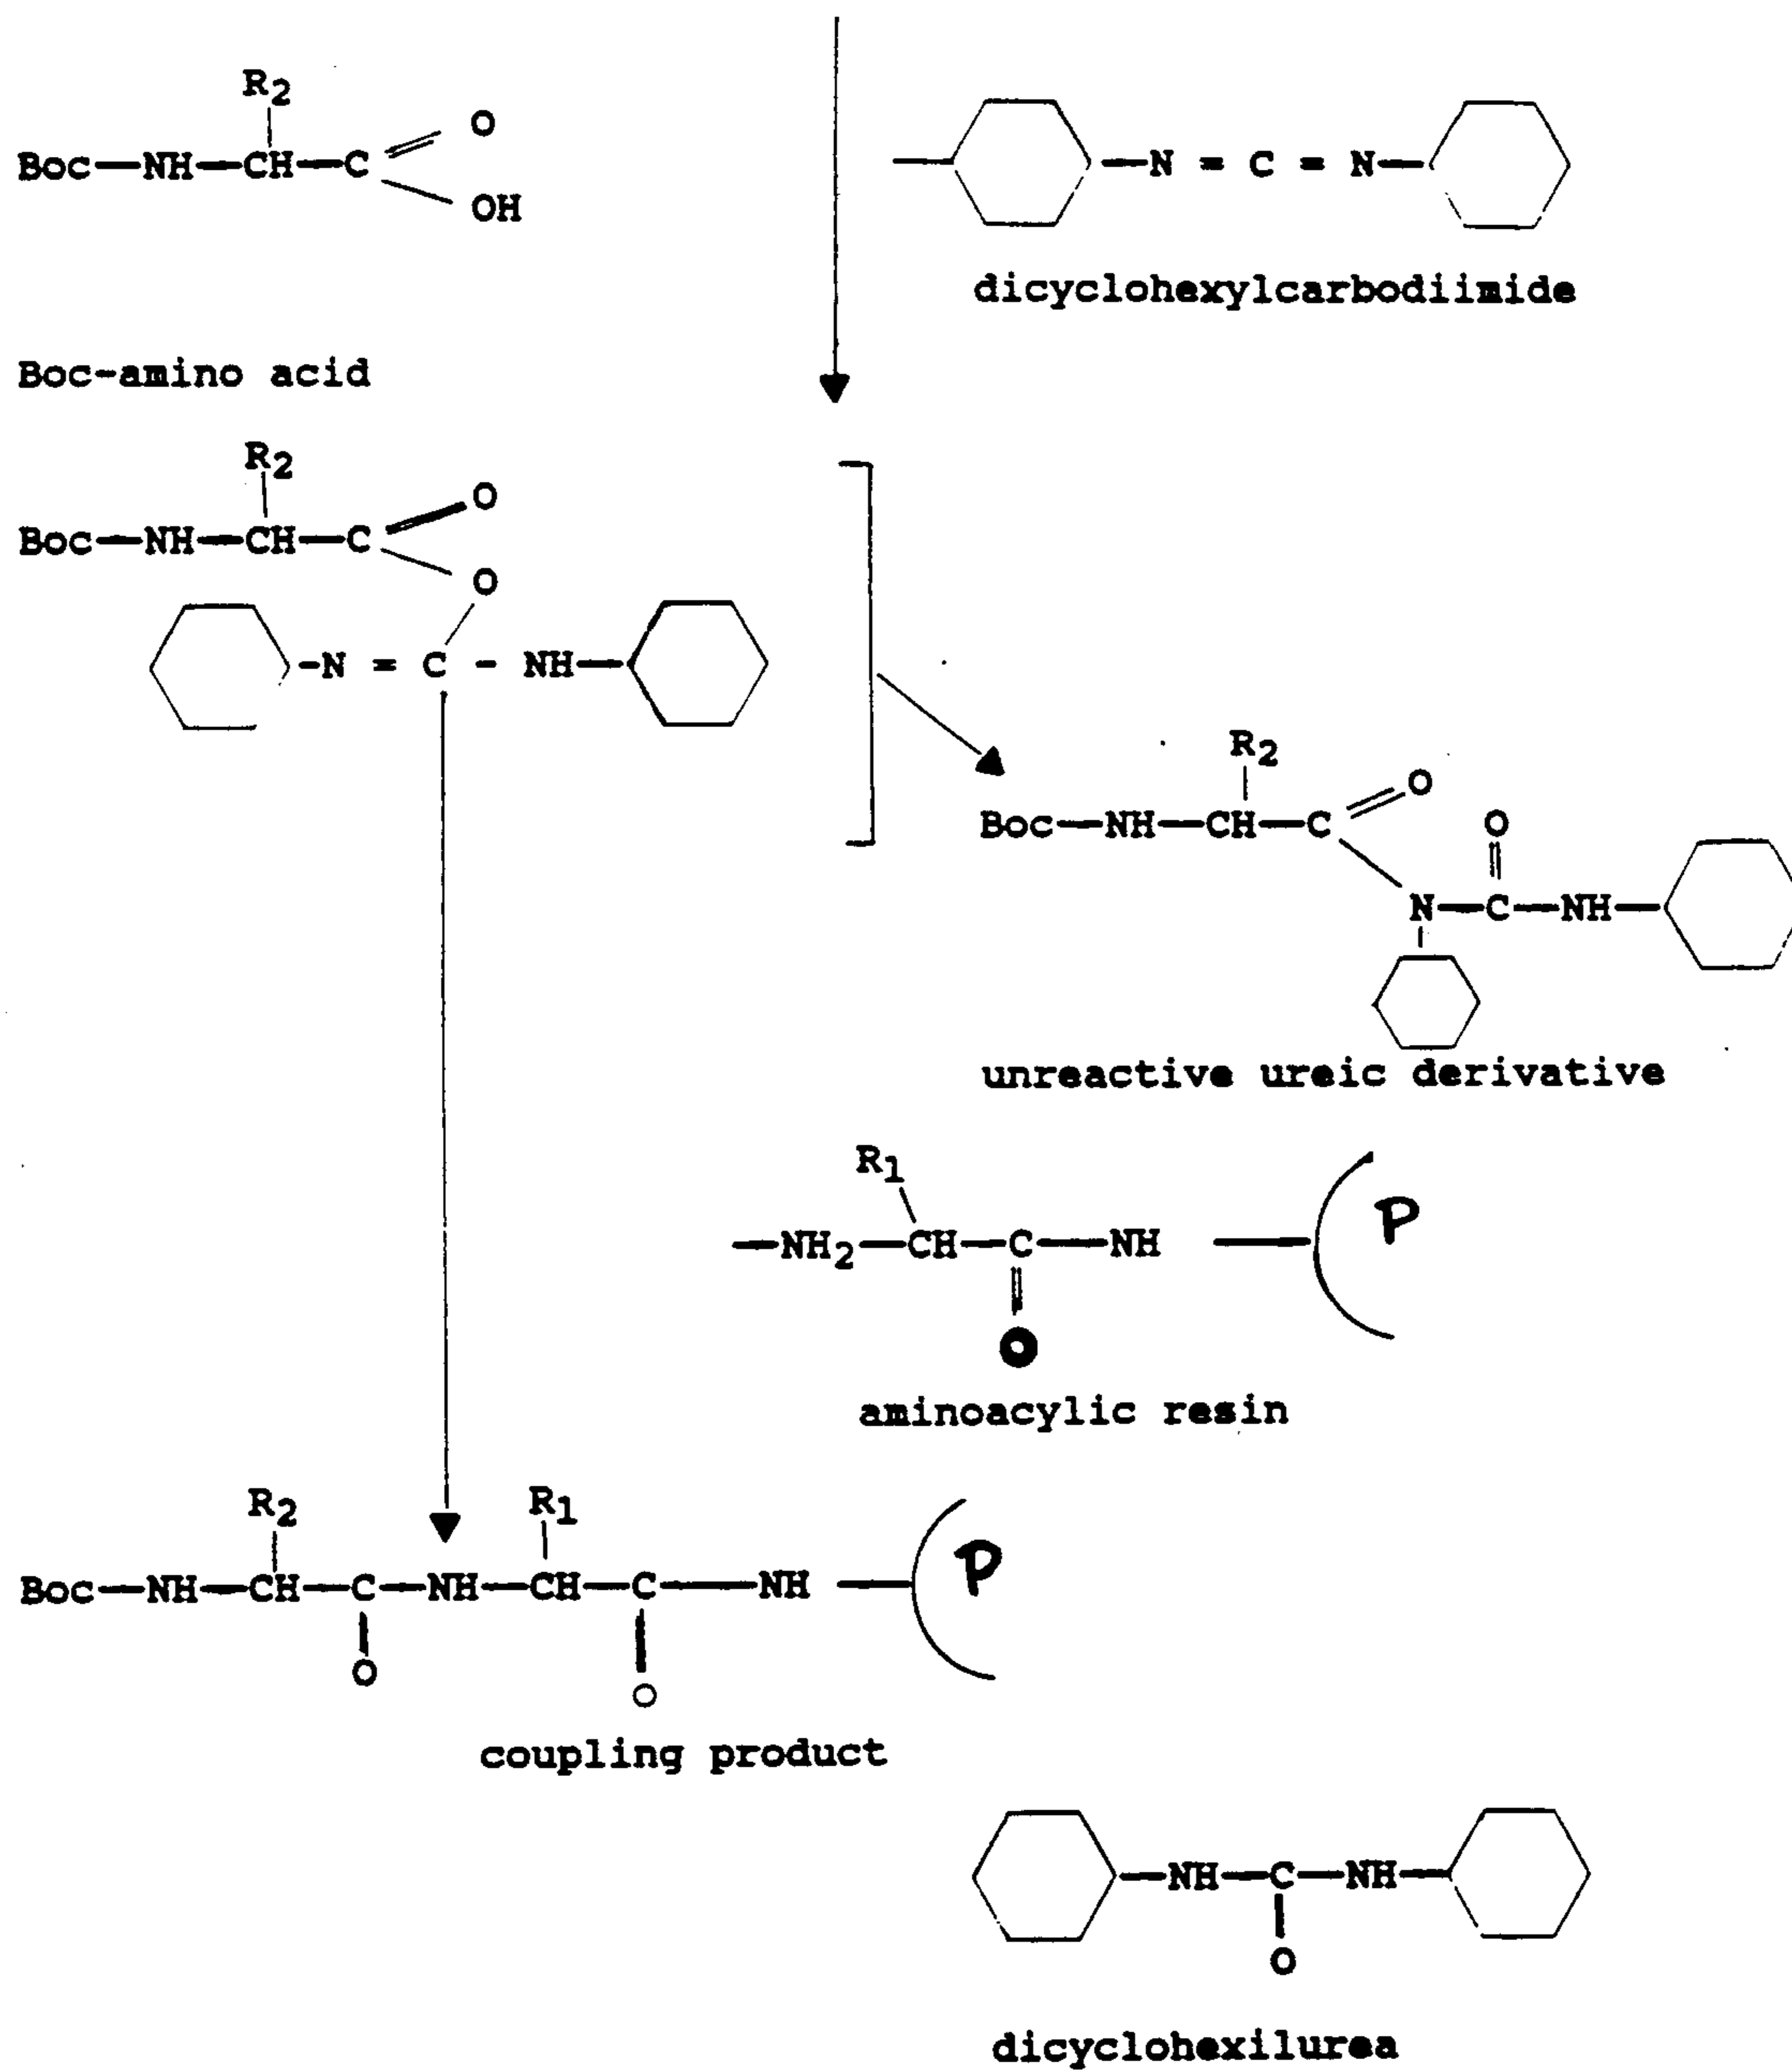 R2
O
Boc—NH—CH—C
OH
—N = C = N—
dicyclohexylcarbodiimide
Boc-amino acid
R2
O
Boc—NH—CH—C
O
-N = C - NH—
R2
O
Boc—NH—CH—C
O
N—C—NH—
unreactive ureic derivative
R1
—NH2—CH—C—NH — P
O
aminoacylic resin
R2 R1
Boc—NH—CH—C—NH—CH—C—NH — P
O
O
coupling product
—NH—C—NH—
O
dicyclohexilurea